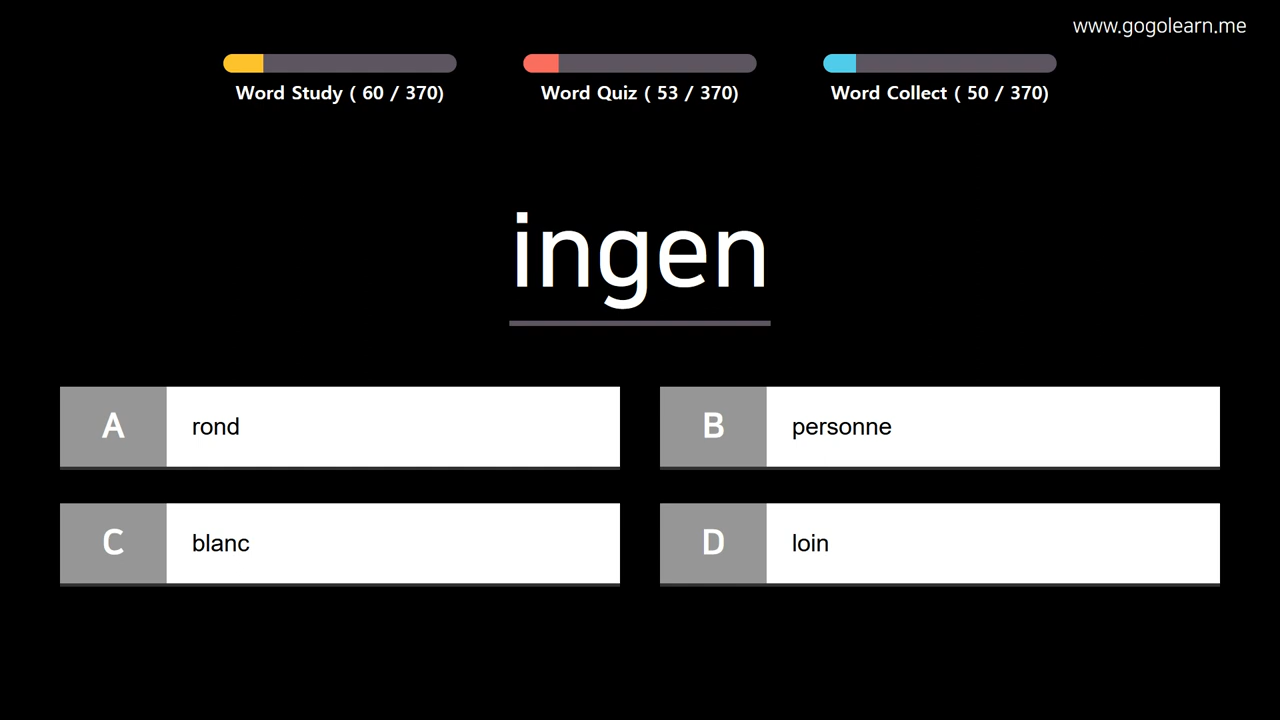 www.gogolearn.me
Word Study ( 60 / 370)
Word Quiz ( 53 / 370)
Word Collect ( 50 / 370)
ingen
A rond
B personne
C blanc
D loin